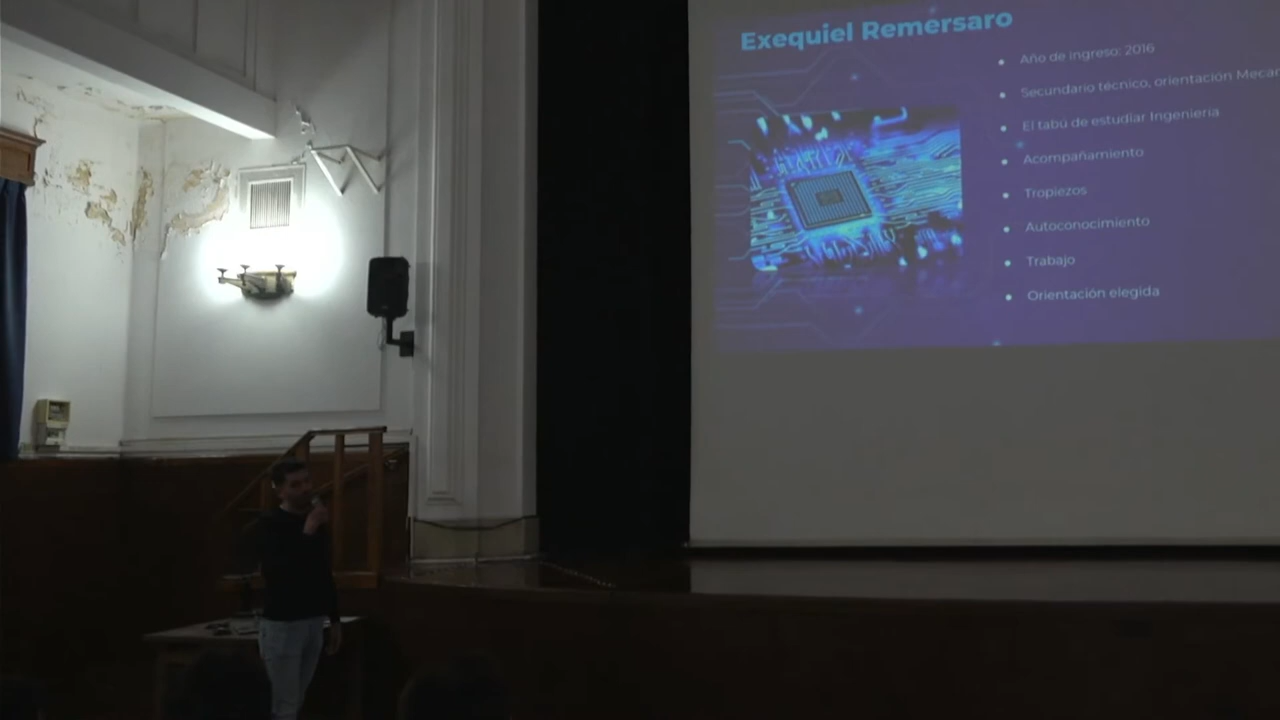 Exequiel Remersaro
Año de ingreso: 2016
Secundario técnico, orientación Mecán
El tabú de estudiar Ingeniería
Acompañamiento
Tropiezos
Autoconocimiento
Trabajo
Orientación elegida